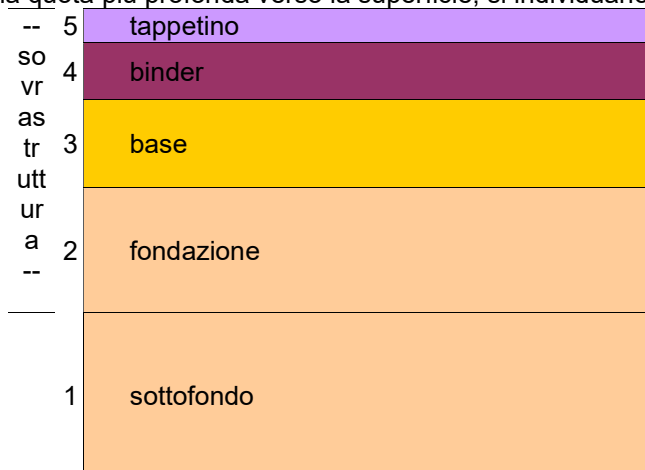 la quota più profonda verso la superficie, si individuano
-- 5 tappetino
so
vr
as
tr
utt
ur
a
--
4 binder
3 base
2 fondazione
1 sottofondo